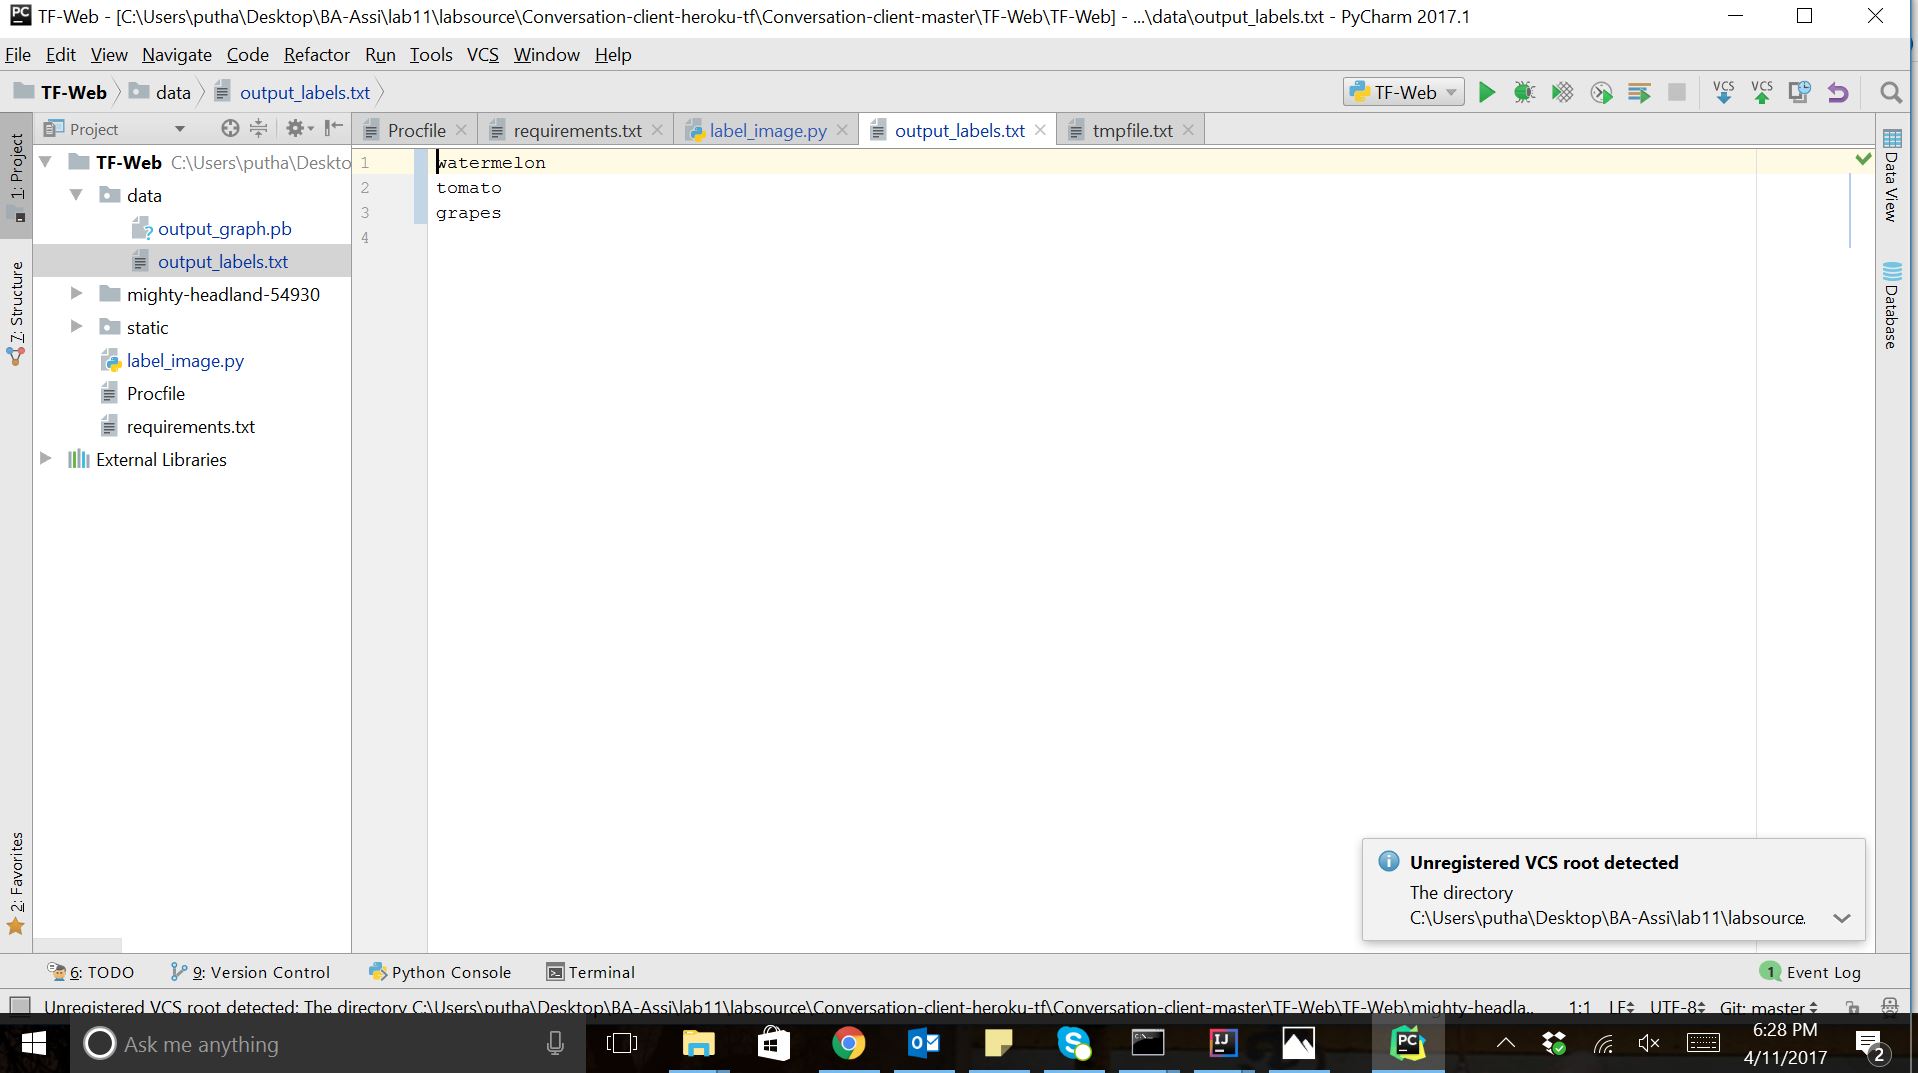 TF-Web - [C:\Users\putha\Desktop\BA-Assi\lab11\labsource\Conversation-client-heroku-tf\Conversation-client-master\TF-Web\TF-Web] - ...\data\output_labels.txt - PyCharm 2017.1
File Edit View Navigate Code Refactor Run Tools VCS Window Help
TF-Web data output_labels.txt TF-Web VCS VCS
Project Procfile requirements.txt label_image.py output_labels.txt tmpfile.txt
1: Project
7: Structure
2: Favorites
TF-Web C:\Users\putha\Deskto
data
output_graph.pb
output_labels.txt
mighty-headland-54930
static
label_image.py
Procfile
requirements.txt
External Libraries
1 watermelon
2 tomato
3 grapes
4
Data View
Database
Unregistered VCS root detected
The directory
C:\Users\putha\Desktop\BA-Assi\lab11\labsource.
6: TODO 9: Version Control Python Console Terminal 1 Event Log
Unregistered VCS root detected: The directory C:\Users\putha\Desktop\BA-Assi\lab11\labsource\Conversation-client-heroku-tf\Conversation-client-master\TF-Web\TF-Web\mighty-headla.. 1:1 LF UTF-8 Git: master
Ask me anything 6:28 PM
4/11/2017 2